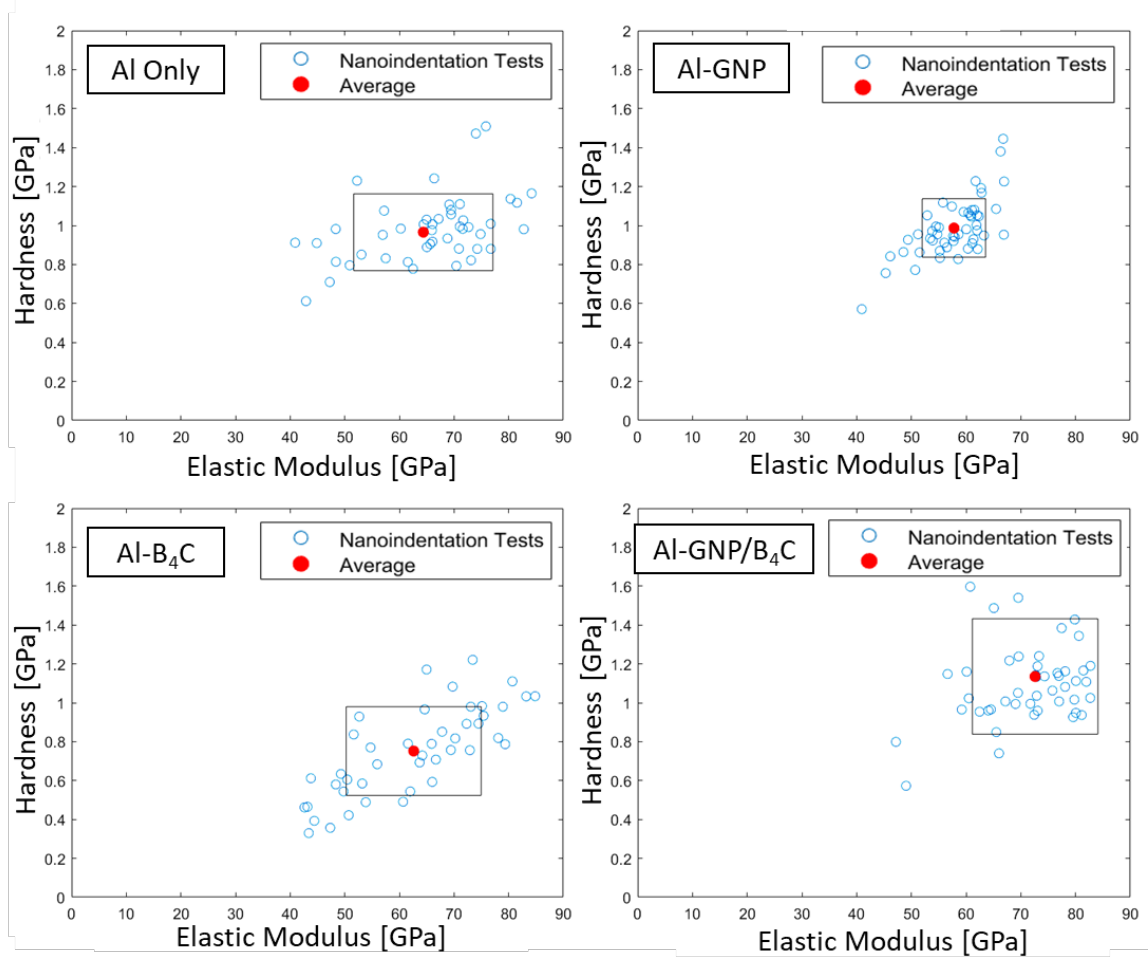 Al Only
Nanoindentation Tests
Average
2
1.8
1.6
1.4
1.2
1
0.8
0.6
0.4
0.2
0
Hardness [GPa]
0 10 20 30 40 50 60 70 80 90
Elastic Modulus [GPa]
Al-GNP
Nanoindentation Tests
Average
2
1.8
1.6
1.4
1.2
1
0.8
0.6
0.4
0.2
0
Hardness [GPa]
0 10 20 30 40 50 60 70 80 90
Elastic Modulus [GPa]
Al-B₄C
Nanoindentation Tests
Average
2
1.8
1.6
1.4
1.2
1
0.8
0.6
0.4
0.2
0
Hardness [GPa]
0 10 20 30 40 50 60 70 80 90
Elastic Modulus [GPa]
Al-GNP/B₄C
Nanoindentation Tests
Average
2
1.8
1.6
1.4
1.2
1
0.8
0.6
0.4
0.2
0
Hardness [GPa]
0 10 20 30 40 50 60 70 80 90
Elastic Modulus [GPa]